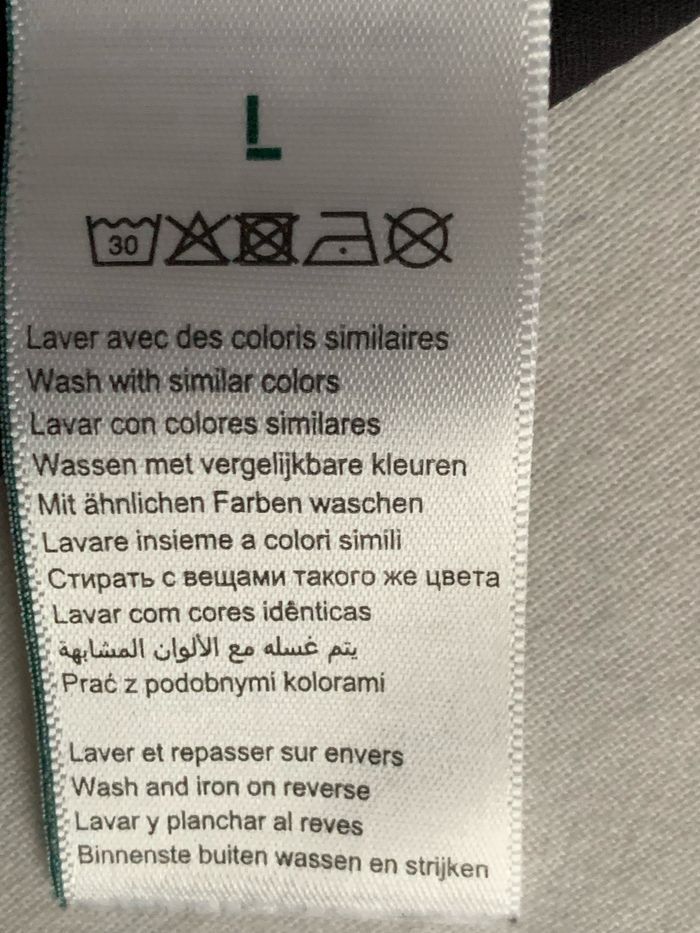 L
30
Laver avec des coloris similaires
Wash with similar colors
Lavar con colores similares
Wassen met vergelijkbare kleuren
Mit ähnlichen Farben waschen
Lavare insieme a colori simili
Стирать с вещами такого же цвета
Lavar com cores idênticas
يتم غسله مع الألوان المشابهة
Prać z podobnymi kolorami
Laver et repasser sur envers
Wash and iron on reverse
Lavar y planchar al reves
Binnenste buiten wassen en strijken